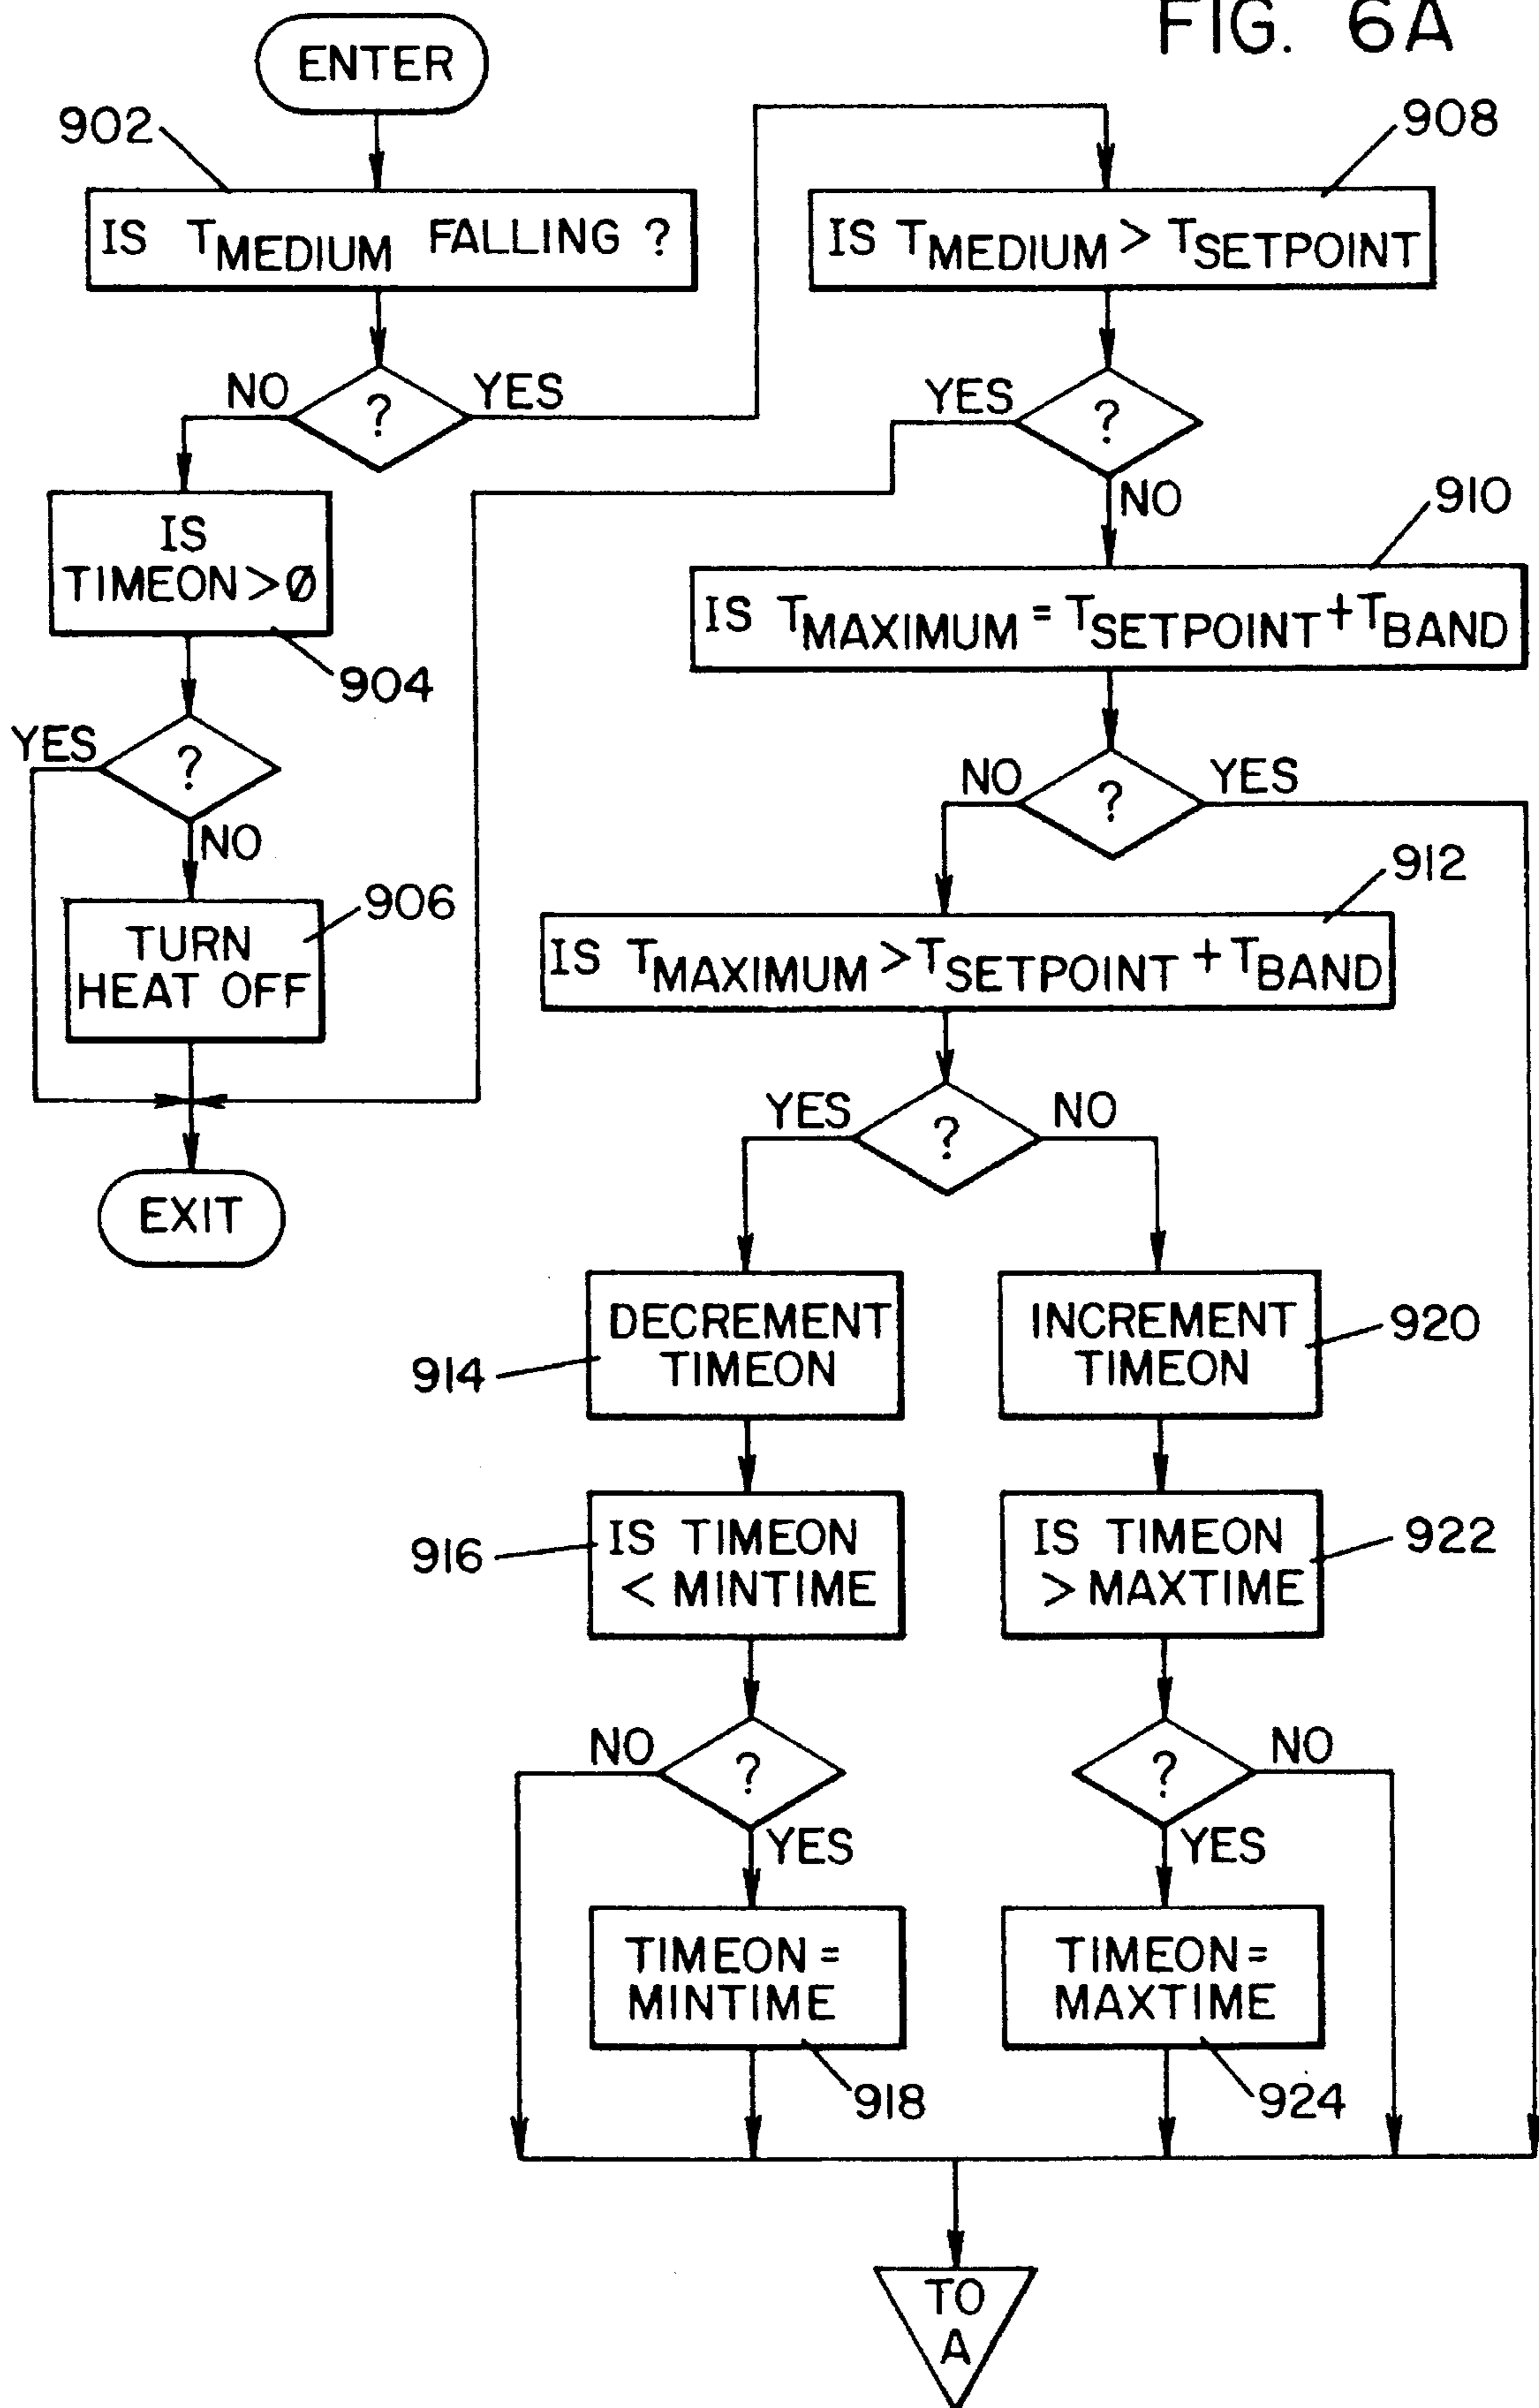 FIG. 6A
ENTER
902
908
IS TMEDIUM FALLING ?
IS TMEDIUM > TSETPOINT
NO
?
YES
YES
?
NO
IS
TIMEON>Ø
904
910
IS TMAXIMUM = TSETPOINT+TBAND
YES
?
NO
NO
?
YES
906
TURN
HEAT OFF
912
IS TMAXIMUM >TSETPOINT +TBAND
YES
?
NO
EXIT
DECREMENT
TIMEON
914
INCREMENT
TIMEON
920
916
IS TIMEON
< MINTIME
IS TIMEON
> MAXTIME
922
NO
?
YES
?
NO
YES
TIMEON =
MINTIME
918
TIMEON=
MAXTIME
924
TO
A